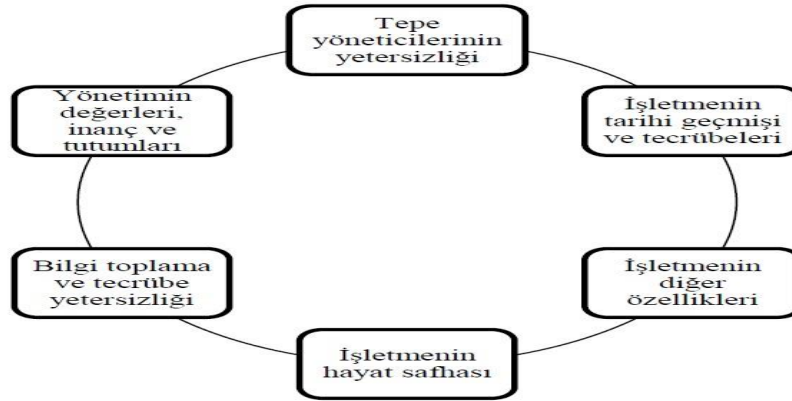 Tepe
yöneticilerinin
yetersizliği
İşletmenin
tarihi geçmişi
ve tecrübeleri
İşletmenin
diğer
özellikleri
İşletmenin
hayat safhası
Bilgi toplama
ve tecrübe
yetersizliği
Yönetimin
değerleri,
inanç ve
tutumları